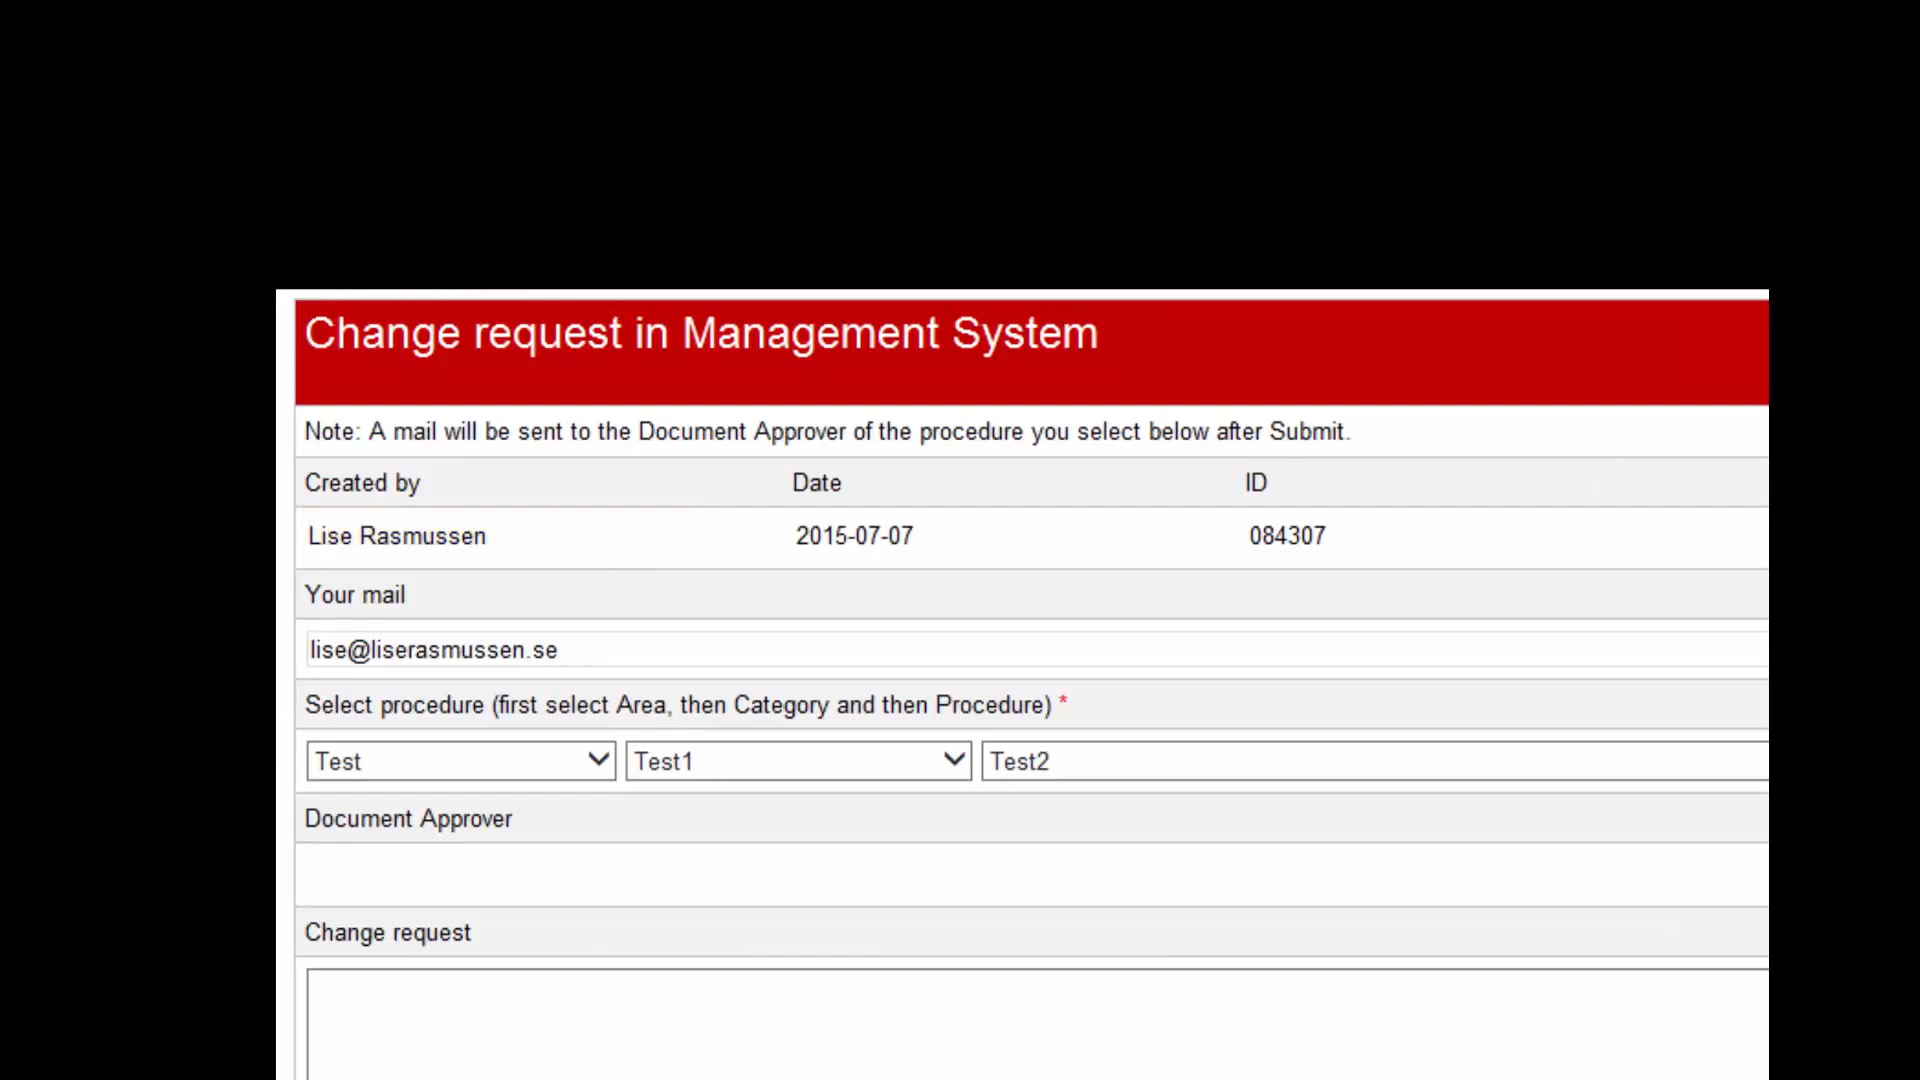 Change request in Management System
Note: A mail will be sent to the Document Approver of the procedure you select below after Submit.
Created by Date ID
Lise Rasmussen 2015-07-07 084307
Your mail
lise@liserasmussen.se
Select procedure (first select Area, then Category and then Procedure) *
Test Test1 Test2
Document Approver
Change request